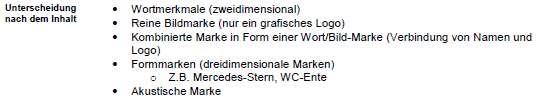 Unterscheidung
nach dem Inhalt
• Wortmerkmale (zweidimensional)
• Reine Bildmarke (nur ein grafisches Logo)
• Kombinierte Marke in Form einer Wort/Bild-Marke (Verbindung von Namen und
Logo)
• Formmarken (dreidimensionale Marken)
o Z.B. Mercedes-Stern, WC-Ente
• Akustische Marke